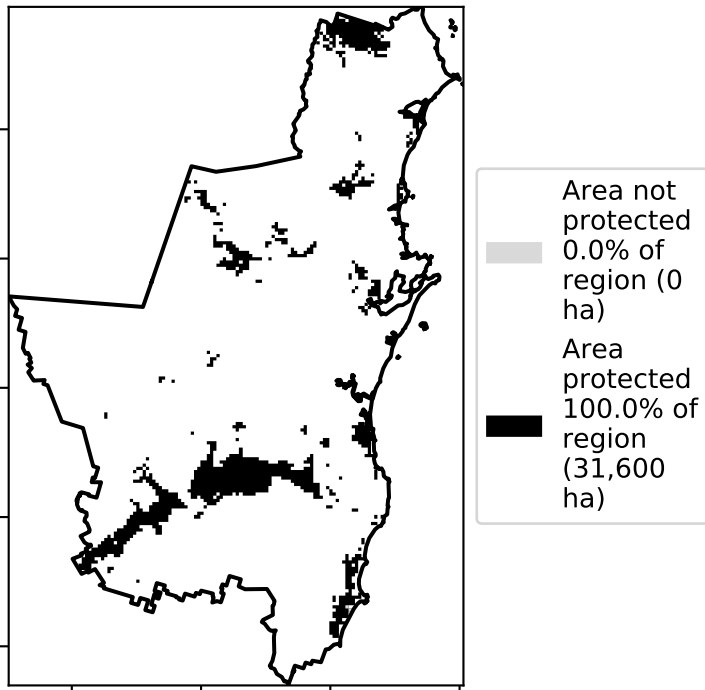 Area not
protected
0.0% of
region (0
ha)
Area
protected
100.0% of
region
(31,600
ha)